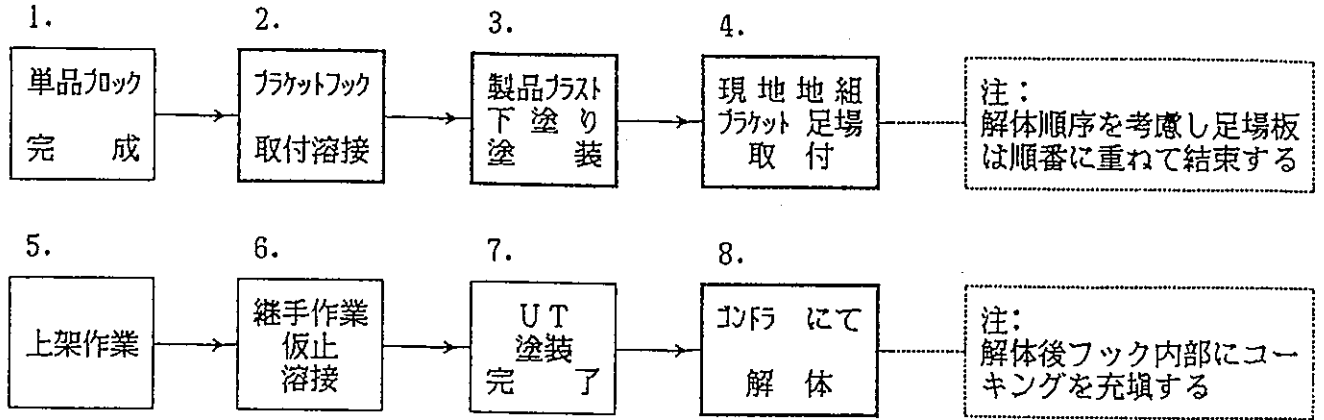 1.
単品ブロック
完 成
2.
ブラケットフック
取付溶接
3.
製品ブラスト
下塗り
塗 装
4.
現地地組
ブラケット 足場
取 付
注:
解体順序を考慮し足場板
は順番に重ねて結束する
5.
上架作業
6.
継手作業
仮止
溶接
7.
UT
塗装
完 了
8.
ゴンドラ にて
解 体
注:
解体後フック内部にコー
キングを充填する